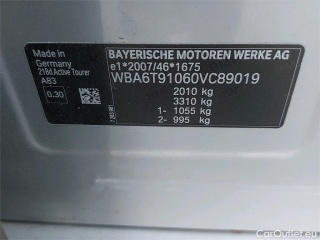 Made in
Germany
218d Active Tourer
A83
0.30
BAYERISCHE MOTOREN WERKE AG
e1*2007/46*1675
WBA6T91060VC89019
2010 kg
3310 kg
1- 1055 kg
2- 995 kg
CarOutlet.eu